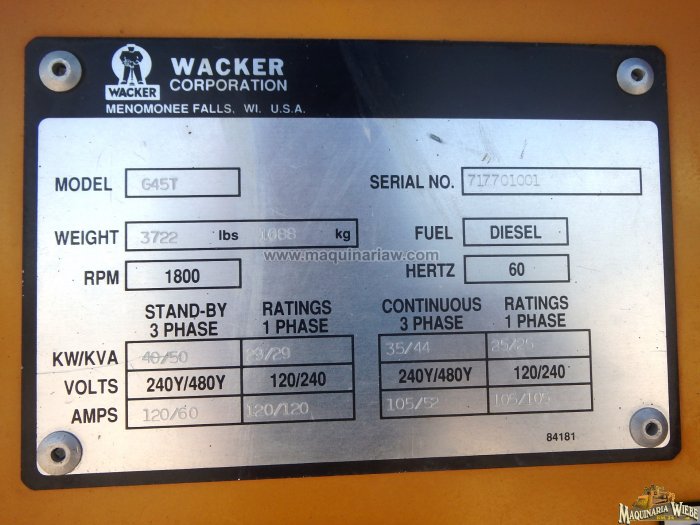 WACKER
WACKER
CORPORATION
MENOMONEE FALLS, WI. U.S.A.
MODEL G45T SERIAL NO. 717701001
WEIGHT 3722 lbs 1688 kg FUEL DIESEL
www.maquinariaw.com
RPM 1800 HERTZ 60
STAND-BY RATINGS CONTINUOUS RATINGS
3 PHASE 1 PHASE 3 PHASE 1 PHASE
KW/KVA 40/50 29/29 35/44 25/25
VOLTS 240Y/480Y 120/240 240Y/480Y 120/240
AMPS 120/60 120/120 105/52 105/105
84181
MAQUINARIA WIEBE